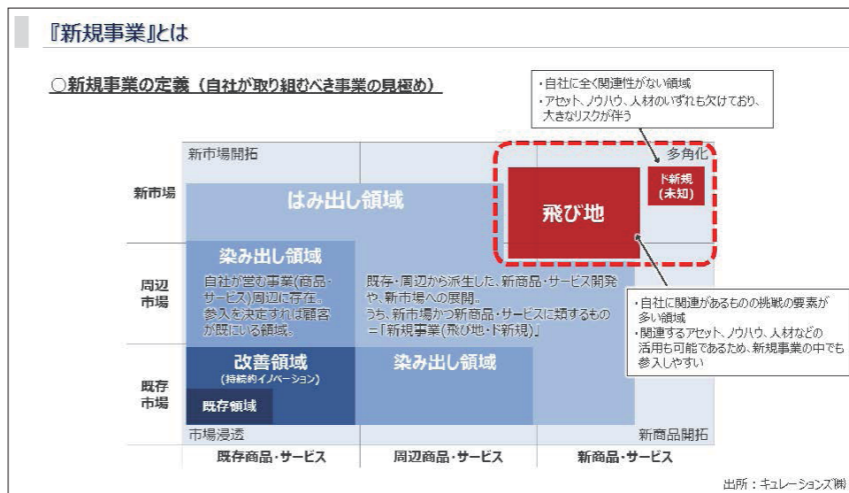 『新規事業』とは
○新規事業の定義（自社が取り組むべき事業の見極め）
・自社に全く関連性がない領域
・アセット、ノウハウ、人材のいずれも欠けており、
大きなリスクが伴う
新市場開拓
多角化
新市場
はみ出し領域
飛び地
ド新規
(未知)
周辺
市場
染み出し領域
自社が営む事業(商品・
サービス)周辺に存在。
参入を決定すれば顧客
が既にいる領域。
既存・周辺から派生した、新商品・サービス開発
や、新市場への展開。
うち、新市場かつ新商品・サービスに類するもの
＝「新規事業(飛び地・ド新規)」
・自社に関連があるものの挑戦の要素が
多い領域
・関連するアセット、ノウハウ、人材などの
活用も可能であるため、新規事業の中でも
参入しやすい
既存
市場
改善領域
(持続的イノベーション)
既存領域
染み出し領域
市場浸透
新商品開拓
既存商品・サービス
周辺商品・サービス
新商品・サービス
出所：キュレーションズ㈱